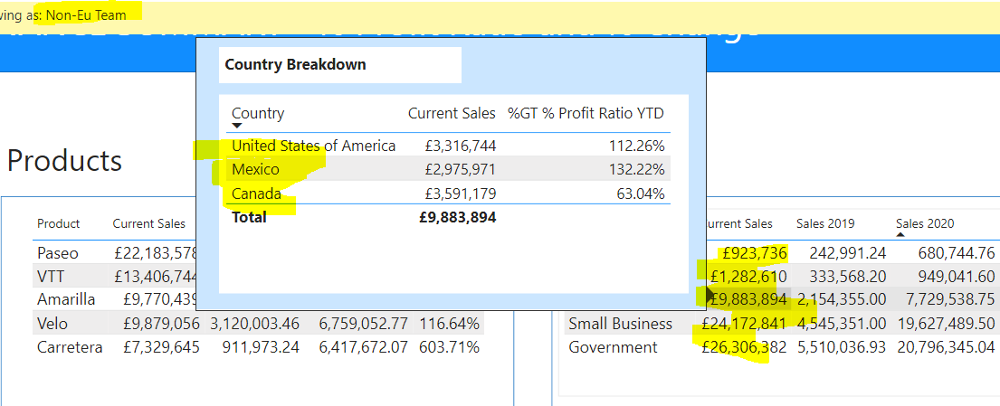 ving as: Non-Eu Team
Country Breakdown
Country Current Sales %GT % Profit Ratio YTD
United States of America £3,316,744 112.26%
Mexico £2,975,971 132.22%
Canada £3,591,179 63.04%
Total £9,883,894
Products
Product Current Sales
Paseo £22,183,578
VTT £13,406,744
Amarilla £9,770,439
Velo £9,879,056 3,120,003.46 6,759,052.77 116.64%
Carretera £7,329,645 911,973.24 6,417,672.07 603.71%
urrent Sales Sales 2019 Sales 2020
£923,736 242,991.24 680,744.76
£1,282,610 333,568.20 949,041.60
£9,883,894 2,154,355.00 7,729,538.75
Small Business £24,172,841 4,545,351.00 19,627,489.50
Government £26,306,382 5,510,036.93 20,796,345.04